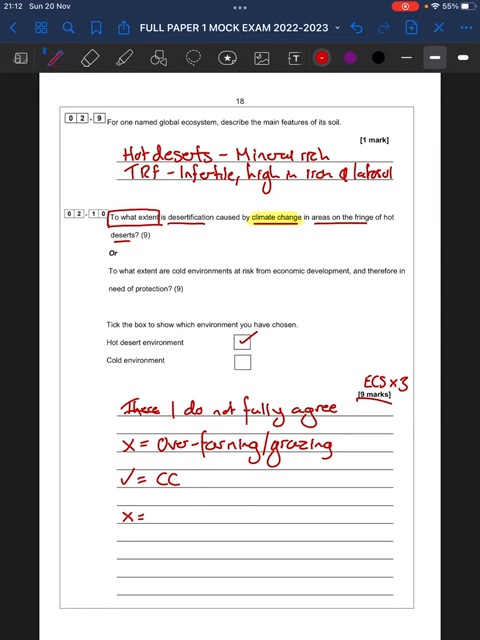 21:12 Sun 20 Nov
55%
FULL PAPER 1 MOCK EXAM 2022-2023
18
0 2 . 9 For one named global ecosystem, describe the main features of its soil.
[1 mark]
Hot deserts - Mineral rich
TRF - Infertile, high in iron & latosol
0 2 . 1 0 To what extent is desertification caused by climate change in areas on the fringe of hot
deserts? (9)
Or
To what extent are cold environments at risk from economic development, and therefore in
need of protection? (9)
Tick the box to show which environment you have chosen.
Hot desert environment ✓
Cold environment
ECS x 3
[9 marks]
I do not fully agree
x = Over-farming/grazing
✓ = CC
x =